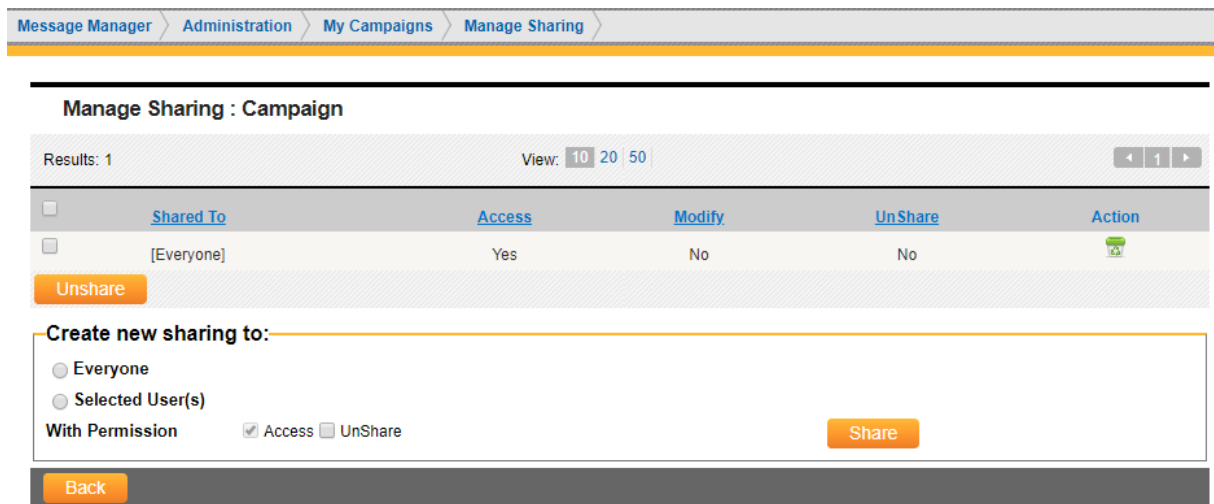 Message Manager Administration My Campaigns Manage Sharing
Manage Sharing : Campaign
Results: 1 View: 10 20 50 1
Shared To Access Modify UnShare Action
[Everyone] Yes No No
Unshare
Create new sharing to:
Everyone
Selected User(s)
With Permission Access UnShare Share
Back